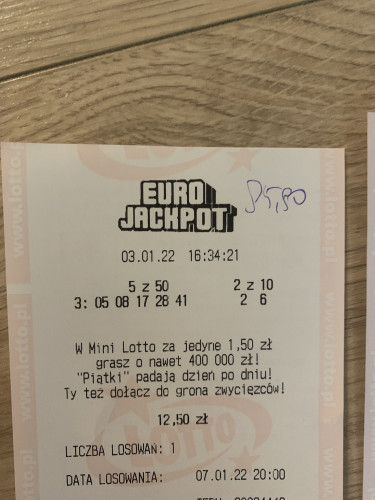 EURO
JACKPOT
03.01.22 16:34:21
5 z 50 2 z 10
3: 05 08 17 28 41 2 6
W Mini Lotto za jedyne 1,50 zł
grasz o nawet 400 000 zł!
"Piątki" padają dzień po dniu!
Ty też dołącz do grona zwycięzców!
12,50 zł
LICZBA LOSOWAŃ: 1
DATA LOSOWANIA: 07.01.22 20:00